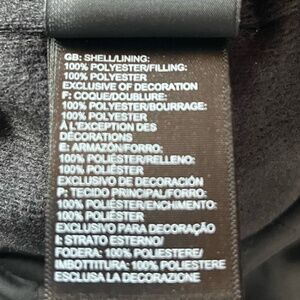 GB: SHELL/LINING:
100% POLYESTER/FILLING:
100% POLYESTER
EXCLUSIVE OF DECORATION
F: COQUE/DOUBLURE:
100% POLYESTER/BOURRAGE:
100% POLYESTER
À L'EXCEPTION DES
DÉCORATIONS
E: ARMAZÓN/FORRO:
100% POLIÉSTER/RELLENO:
100% POLIÉSTER
EXCLUSIVO DE DECORACIÓN
P: TECIDO PRINCIPAL/FORRO:
100% POLIÉSTER/ENCHIMENTO:
100% POLIÉSTER
EXCLUSIVO PARA DECORAÇÃO
I: STRATO ESTERNO/
FODERA: 100% POLIESTERE/
IMBOTTITURA: 100% POLIESTERE
ESCLUSA LA DECORAZIONE